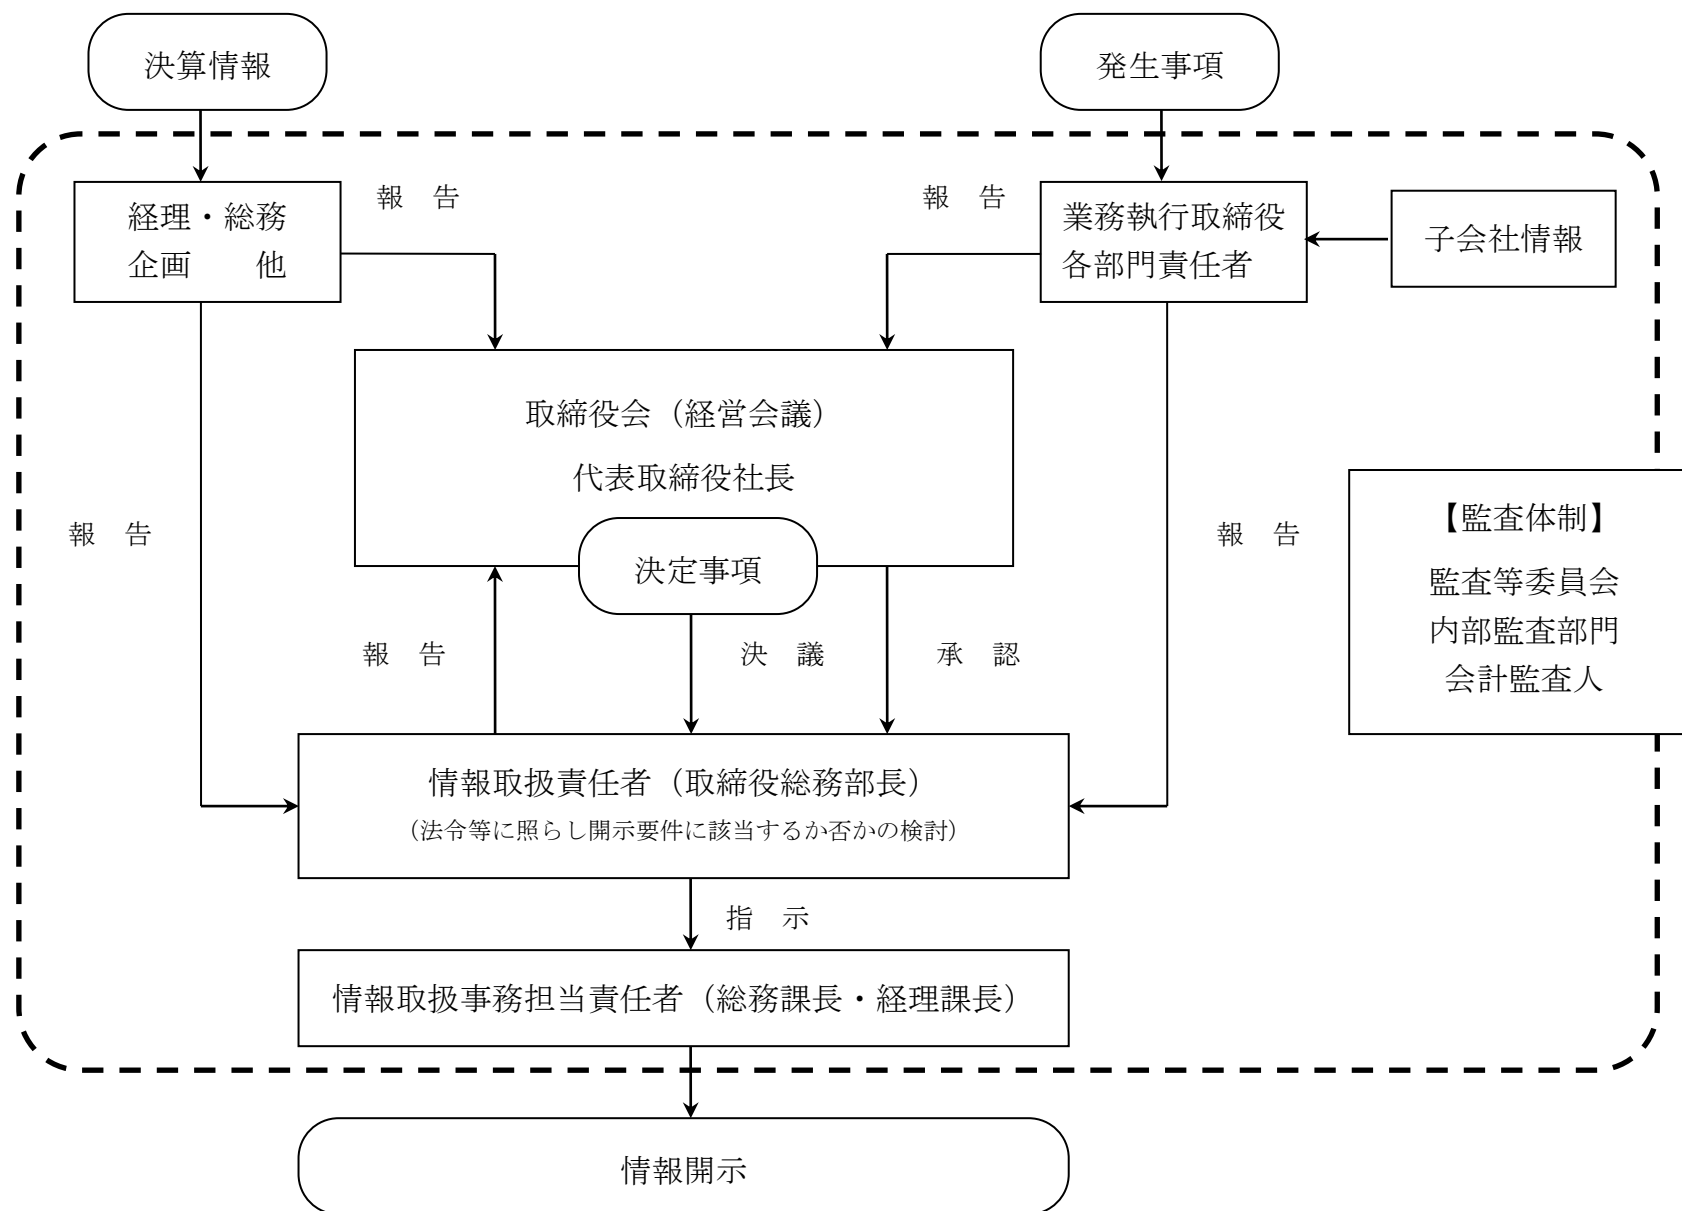 決算情報
発生事項
経理・総務
企画　　他
報　告
報　告
業務執行取締役
各部門責任者
子会社情報
取締役会（経営会議）
代表取締役社長
決定事項
報　告
報　告
【監査体制】
監査等委員会
内部監査部門
会計監査人
報　告
決　議
承　認
情報取扱責任者（取締役総務部長）
（法令等に照らし開示要件に該当するか否かの検討）
指　示
情報取扱事務担当責任者（総務課長・経理課長）
情報開示